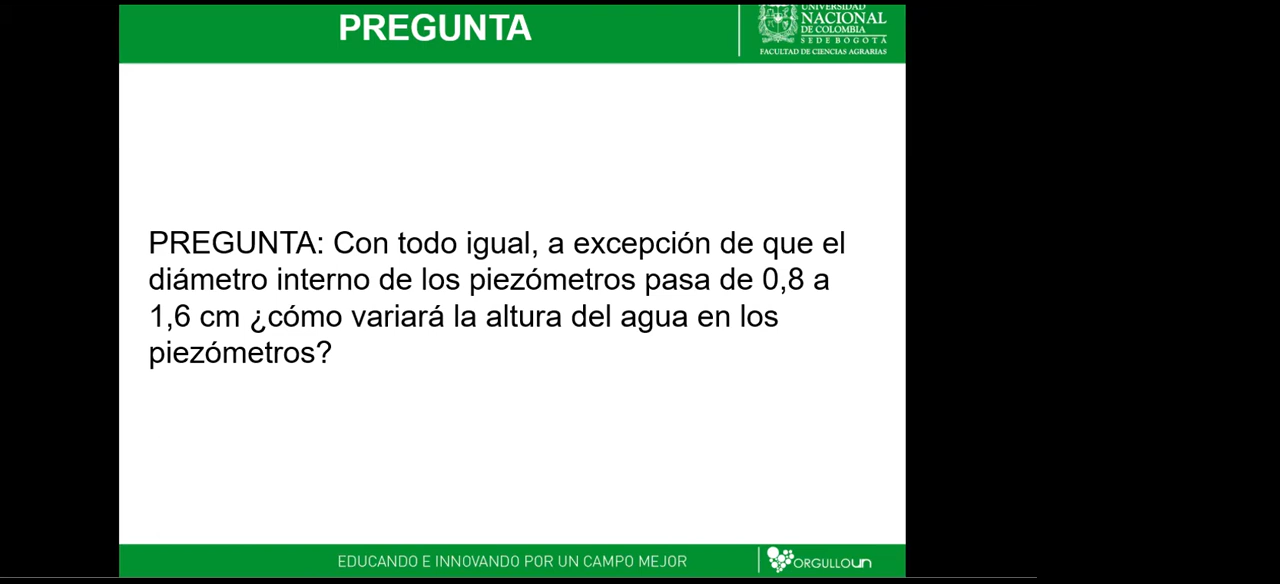 PREGUNTA
UNIVERSIDAD
NACIONAL
DE COLOMBIA
SEDE BOGOTÁ
FACULTAD DE CIENCIAS AGRARIAS
PREGUNTA: Con todo igual, a excepción de que el
diámetro interno de los piezómetros pasa de 0,8 a
1,6 cm ¿cómo variará la altura del agua en los
piezómetros?
EDUCANDO E INNOVANDO POR UN CAMPO MEJOR
ORGULLOUN